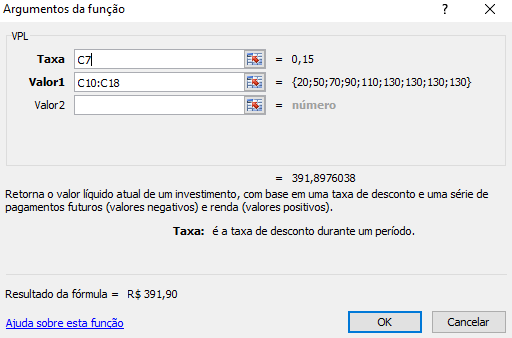 Argumentos da função
?
VPL
Taxa C7 = 0,15
Valor1 C10:C18 = {20;50;70;90;110;130;130;130;130}
Valor2 = número
= 391,8976038
Retorna o valor líquido atual de um investimento, com base em uma taxa de desconto e uma série de
pagamentos futuros (valores negativos) e renda (valores positivos).
Taxa: é a taxa de desconto durante um período.
Resultado da fórmula = R$ 391,90
Ajuda sobre esta função
OK
Cancelar